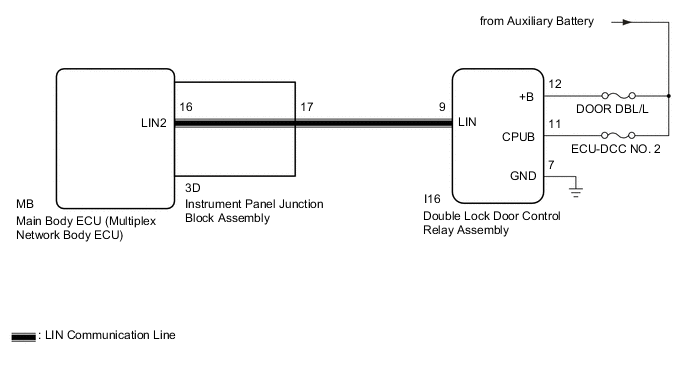 from Auxiliary Battery
12
+B
DOOR DBL/L
16
17
9
LIN2
LIN
11
CPUB
ECU-DCC NO. 2
7
GND
MB
Main Body ECU (Multiplex
Network Body ECU)
3D
Instrument Panel Junction
Block Assembly
I16
Double Lock Door Control
Relay Assembly
: LIN Communication Line